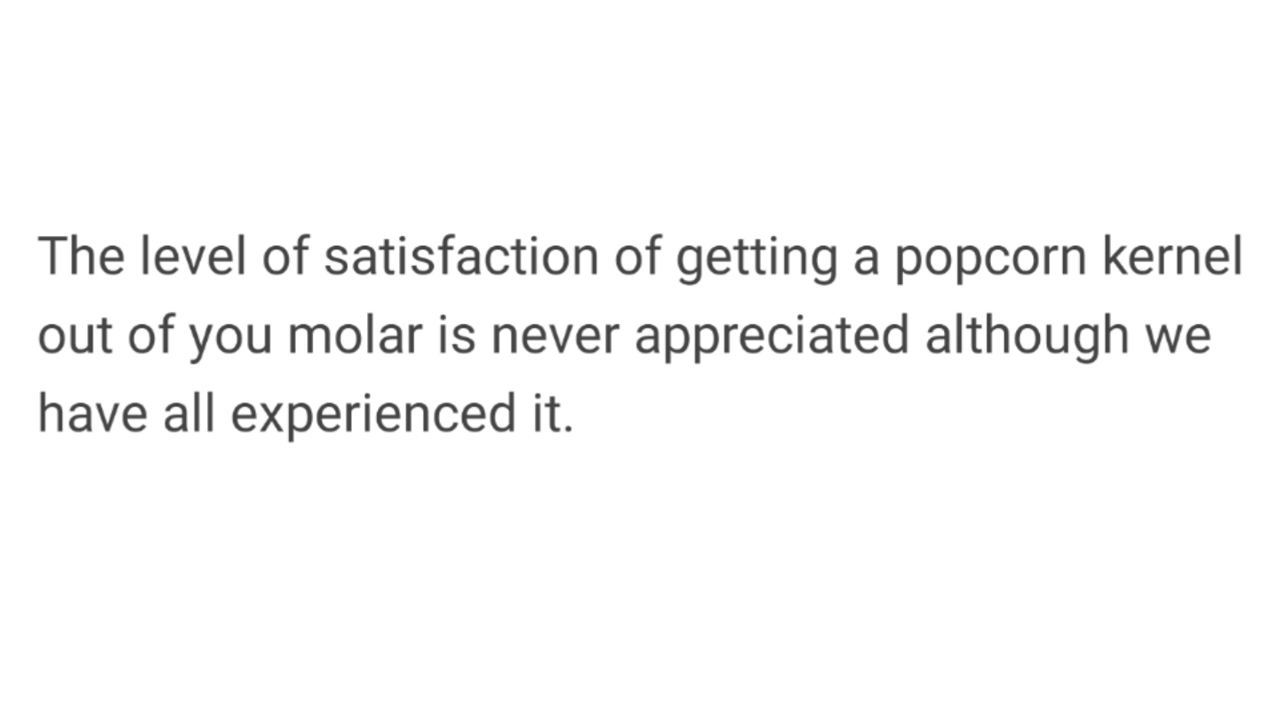 The level of satisfaction of getting a popcorn kernel
out of you molar is never appreciated although we
have all experienced it.